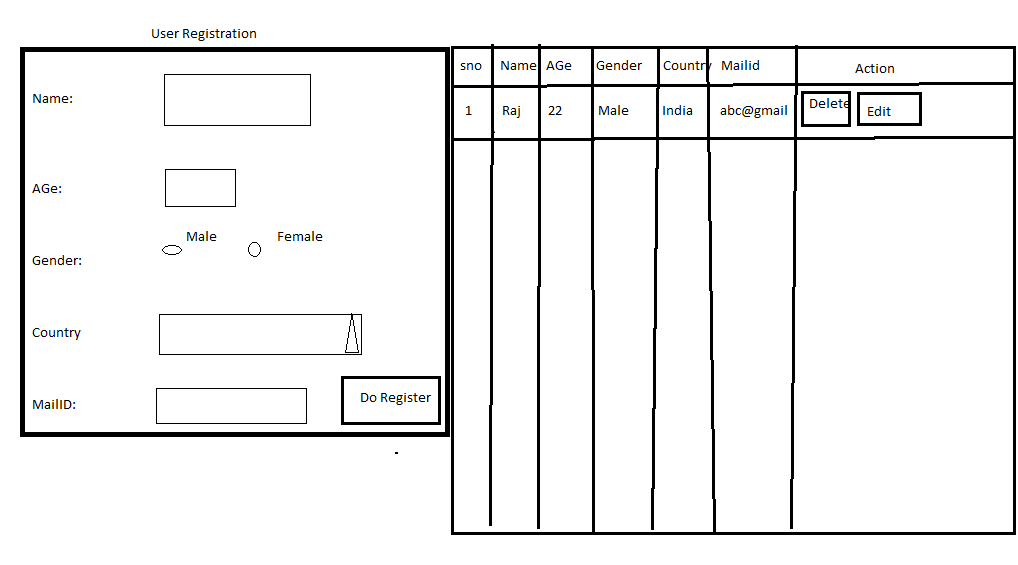 User Registration
Name:
AGe:
Male Female
Gender:
Country
MailID:
Do Register
sno Name AGe Gender Country Mailid Action
1 Raj 22 Male India abc@gmail Delete Edit